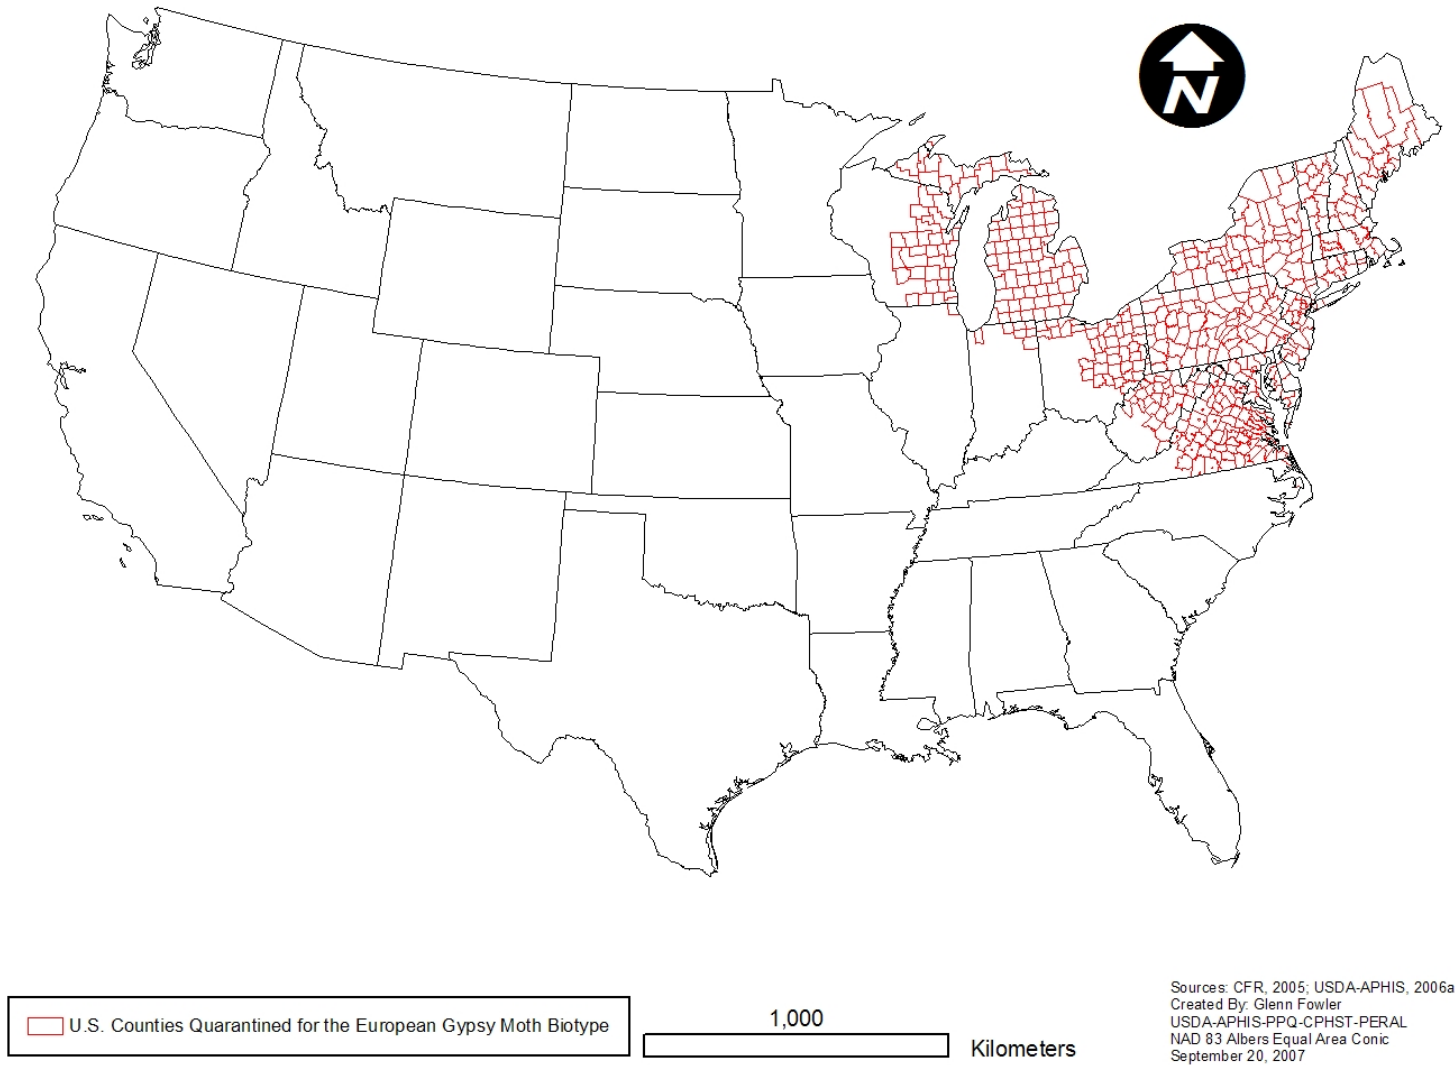 N
U.S. Counties Quarantined for the European Gypsy Moth Biotype
1,000
Kilometers
Sources: CFR, 2005; USDA-APHIS, 2006a
Created By: Glenn Fowler
USDA-APHIS-PPQ-CPHST-PERAL
NAD 83 Albers Equal Area Conic
September 20, 2007